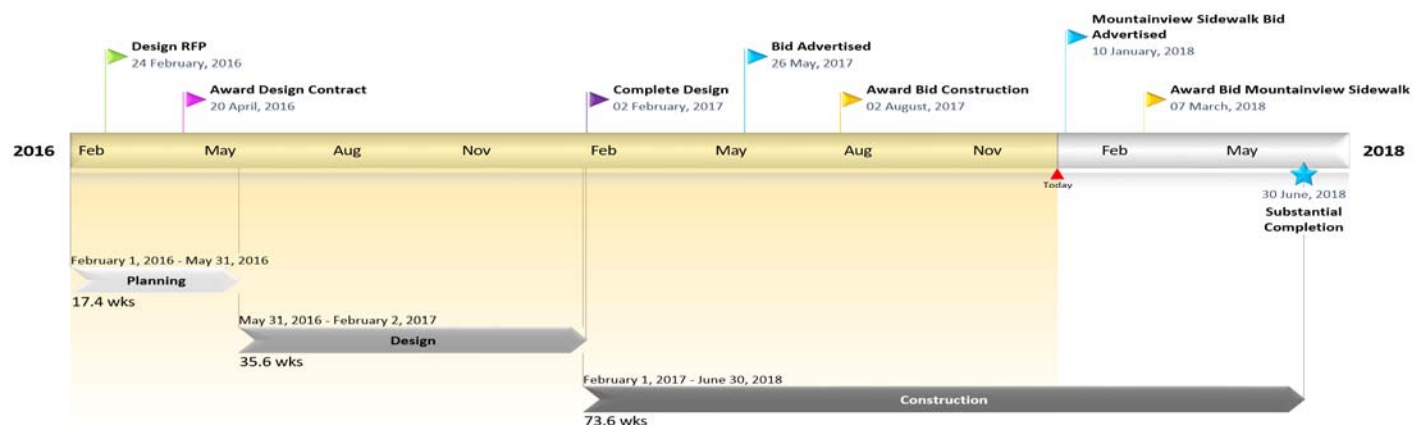 Mountainview Sidewalk Bid
Advertised
10 January, 2018
Design RFP
24 February, 2016
Bid Advertised
26 May, 2017
Award Design Contract
20 April, 2016
Complete Design
02 February, 2017
Award Bid Construction
02 August, 2017
Award Bid Mountainview Sidewalk
07 March, 2018
2016 Feb May Aug Nov Feb May Aug Nov Feb May 2018
Today
30 June, 2018
Substantial
Completion
February 1, 2016 - May 31, 2016
Planning
17.4 wks
May 31, 2016 - February 2, 2017
Design
35.6 wks
February 1, 2017 - June 30, 2018
Construction
73.6 wks